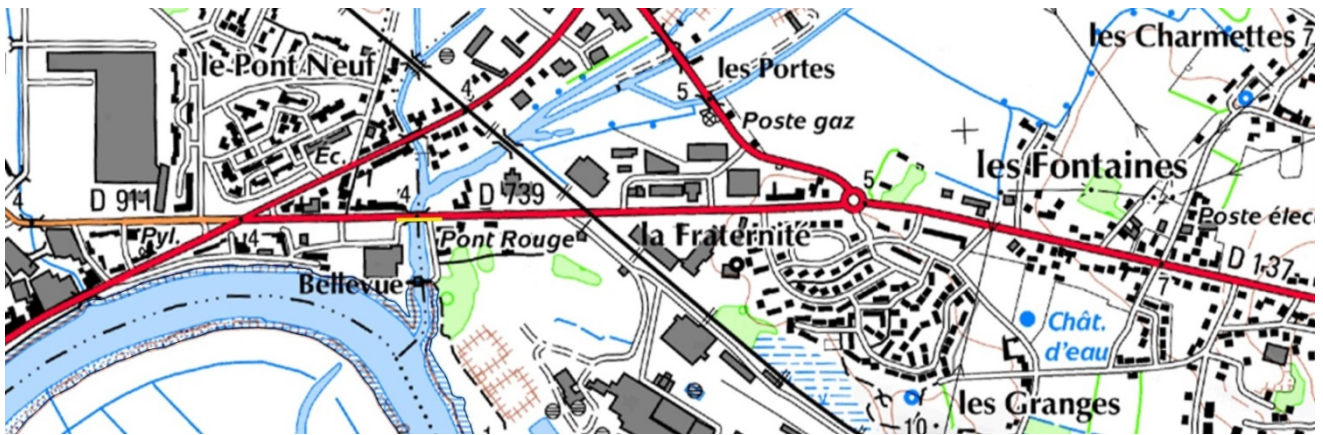 les Charmettes
7
le Pont Neuf
les Portes
4
5
Poste gaz
Ec.
les Fontaines
5
4
D 911
4
D 739
Poste élec
Pyl.
4
Pont Rouge
la Fraternité
D 137
Bellevue
7
Chât.
d'eau
les Granges
10